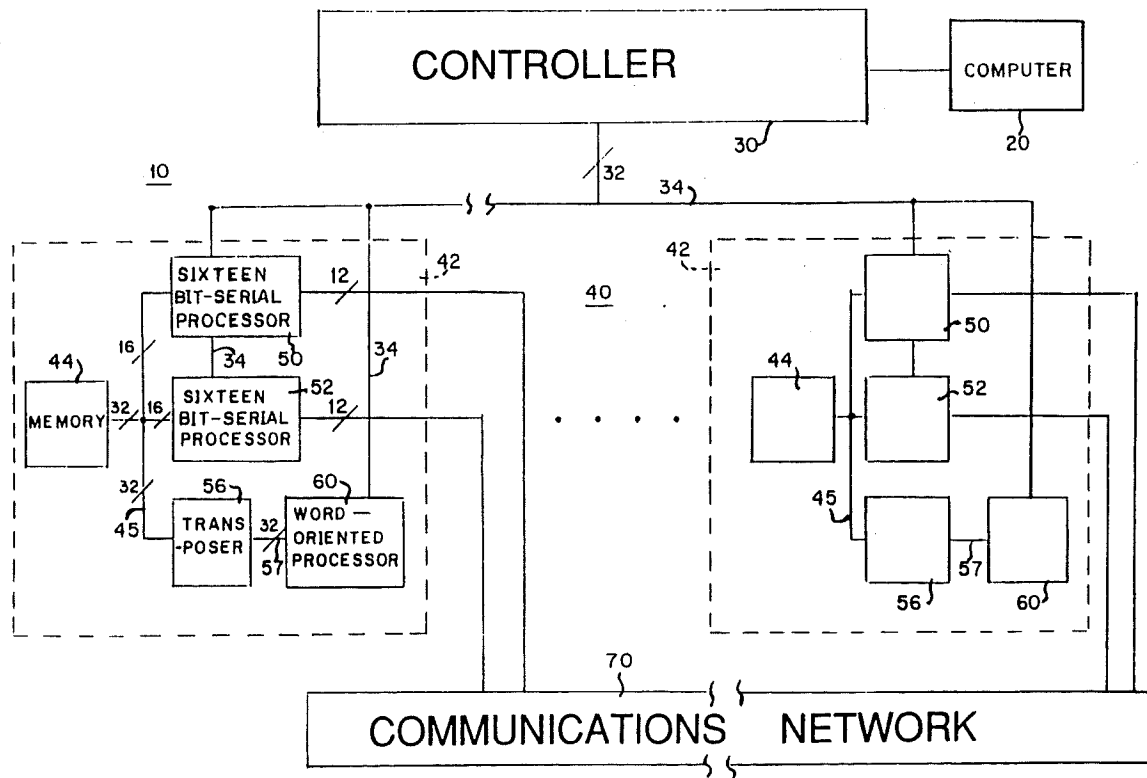 CONTROLLER
COMPUTER
30
20
32
10
34
42
SIXTEEN
BIT-SERIAL
PROCESSOR
12
50
16
34
34
44
MEMORY
32
16
SIXTEEN
BIT-SERIAL
PROCESSOR
52
12
32
45
56
TRANS
-POSER
32
57
60
WORD —
ORIENTED
PROCESSOR
40
. . . .
42
50
44
52
45
56
57
60
70
COMMUNICATIONS NETWORK